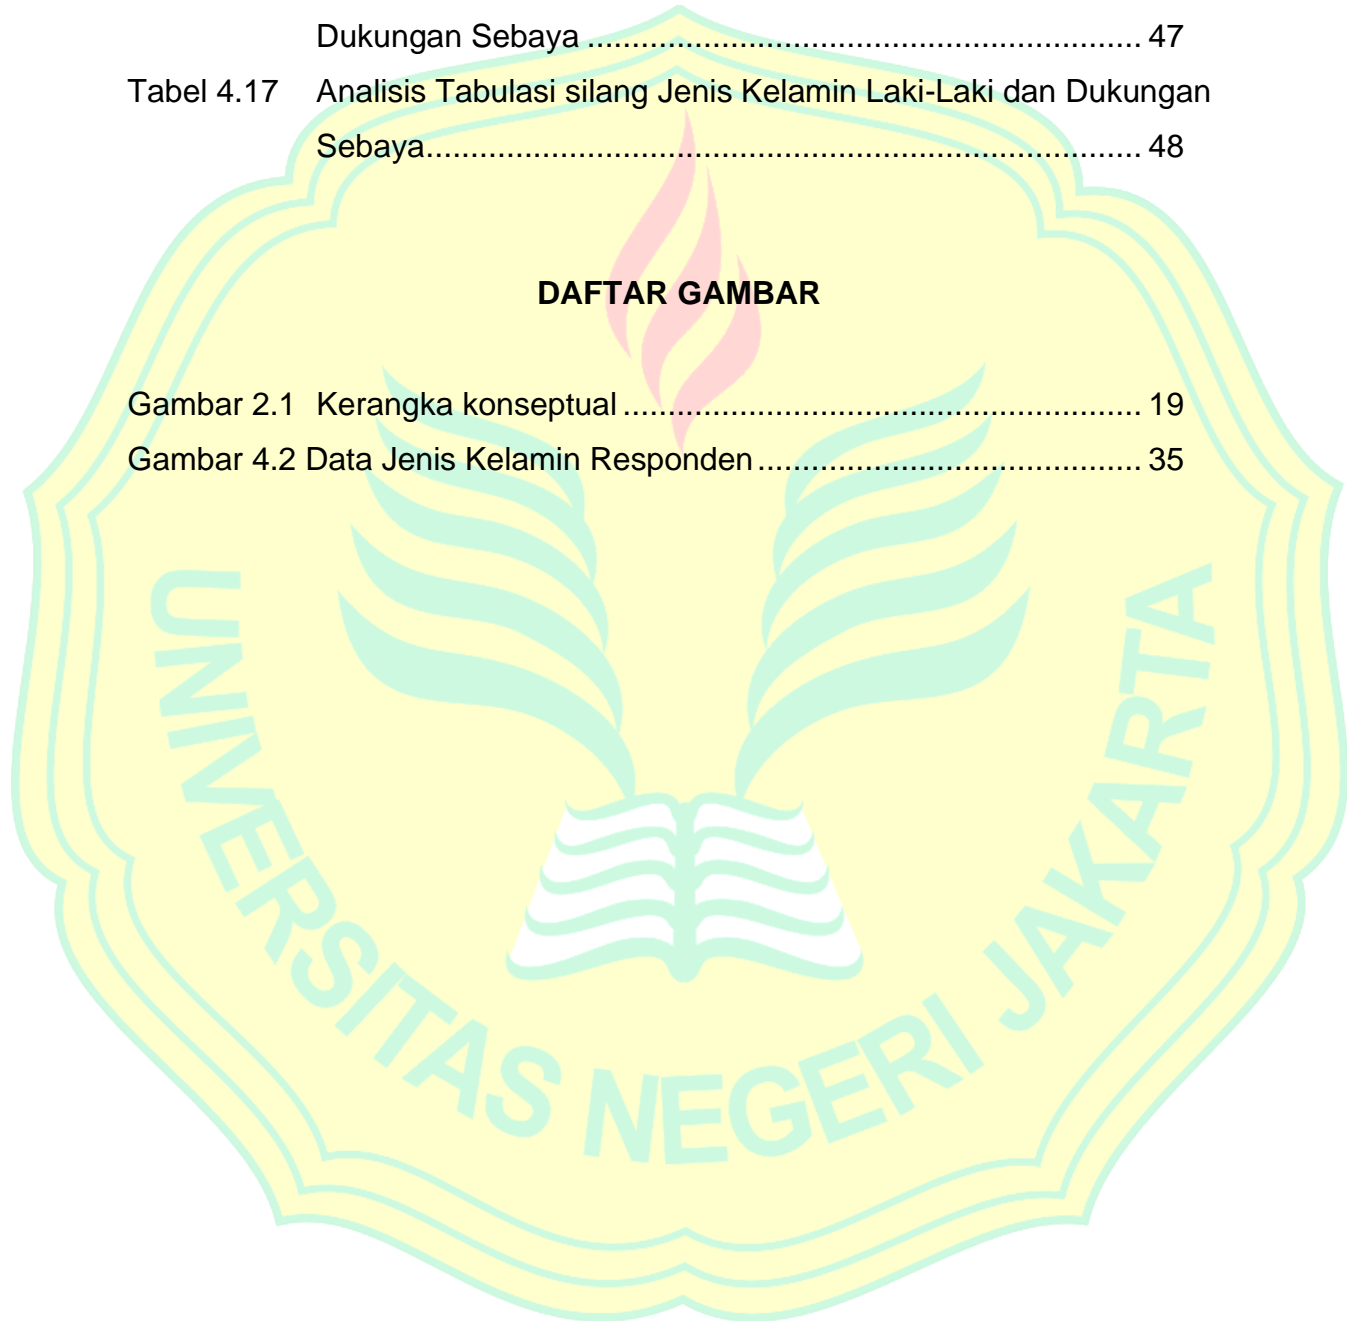 Dukungan Sebaya .............................................................. 47
Tabel 4.17 Analisis Tabulasi silang Jenis Kelamin Laki-Laki dan Dukungan
Sebaya................................................................................ 48
DAFTAR GAMBAR
Gambar 2.1 Kerangka konseptual .......................................................... 19
Gambar 4.2 Data Jenis Kelamin Responden ........................................... 35
UNIVERSITAS NEGERI JAKARTA